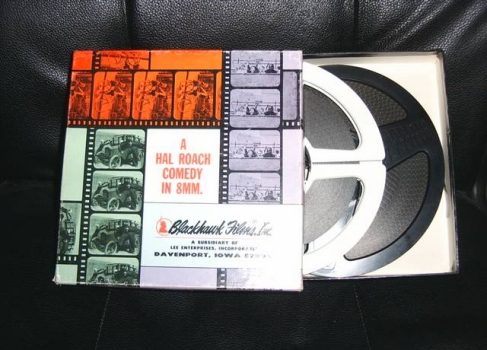 A
HAL ROACH
COMEDY
IN 8MM.
Blackhawk Films, Inc.
A SUBSIDIARY OF
LEE ENTERPRISES, INCORPORATED
DAVENPORT, IOWA